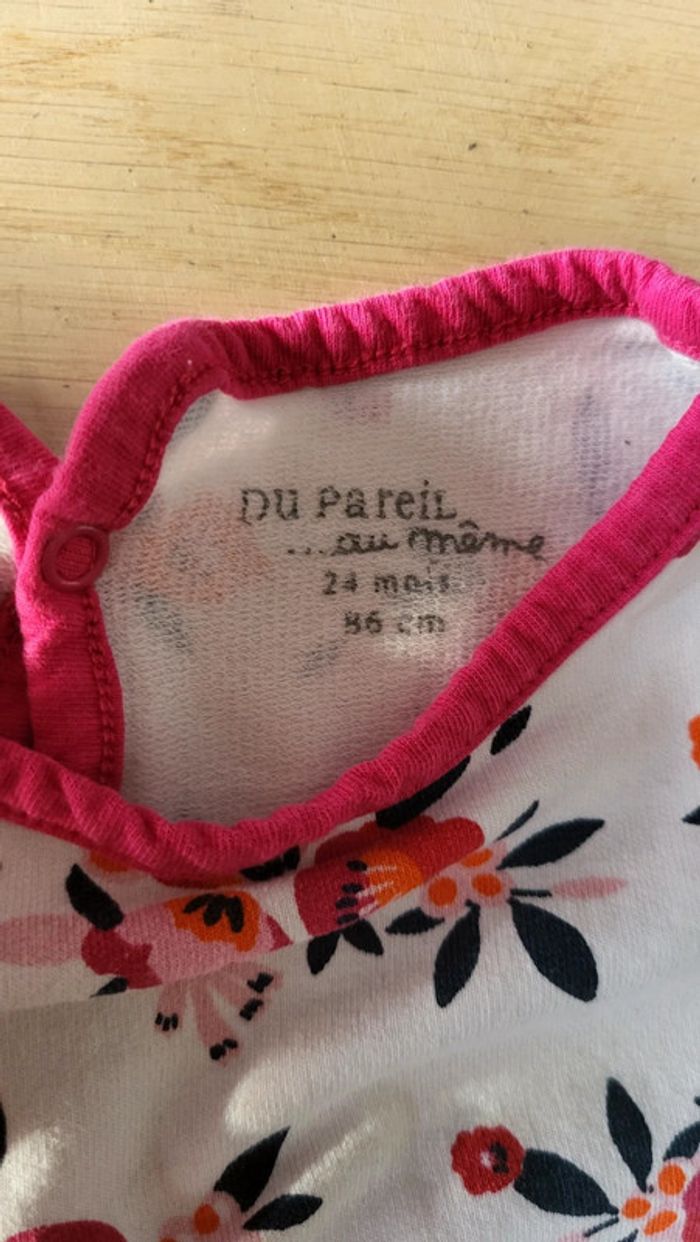 DU PareiL
...au même
24 mois
86 cm